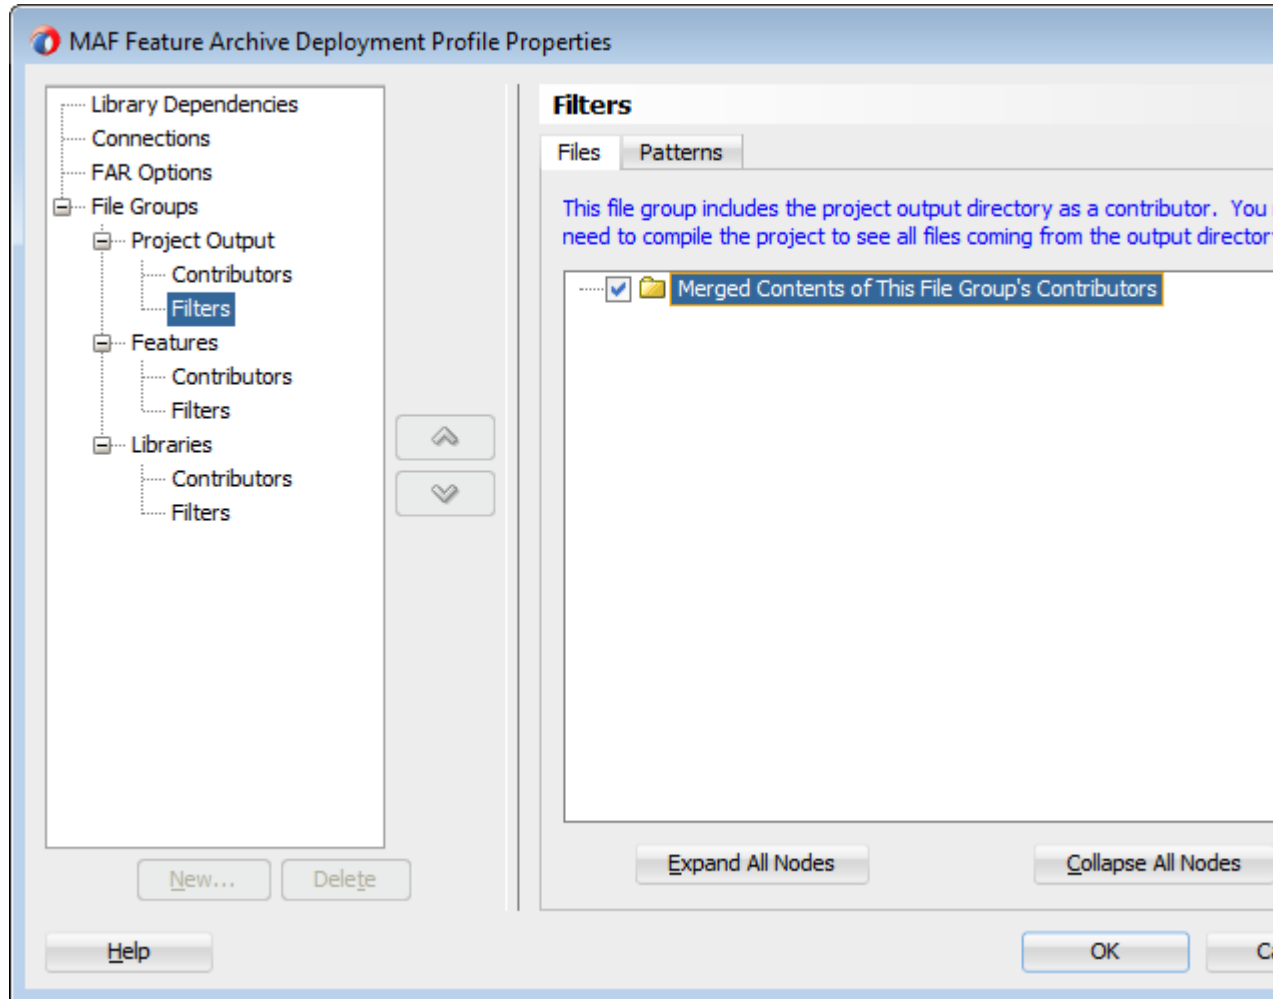 MAF Feature Archive Deployment Profile Properties
Library Dependencies
Connections
FAR Options
File Groups
Project Output
Contributors
Filters
Features
Contributors
Filters
Libraries
Contributors
Filters
New...
Delete
Filters
Files
Patterns
This file group includes the project output directory as a contributor. You
need to compile the project to see all files coming from the output
Merged Contents of This File Group's Contributors
Expand All Nodes
Collapse All Nodes
Help
OK